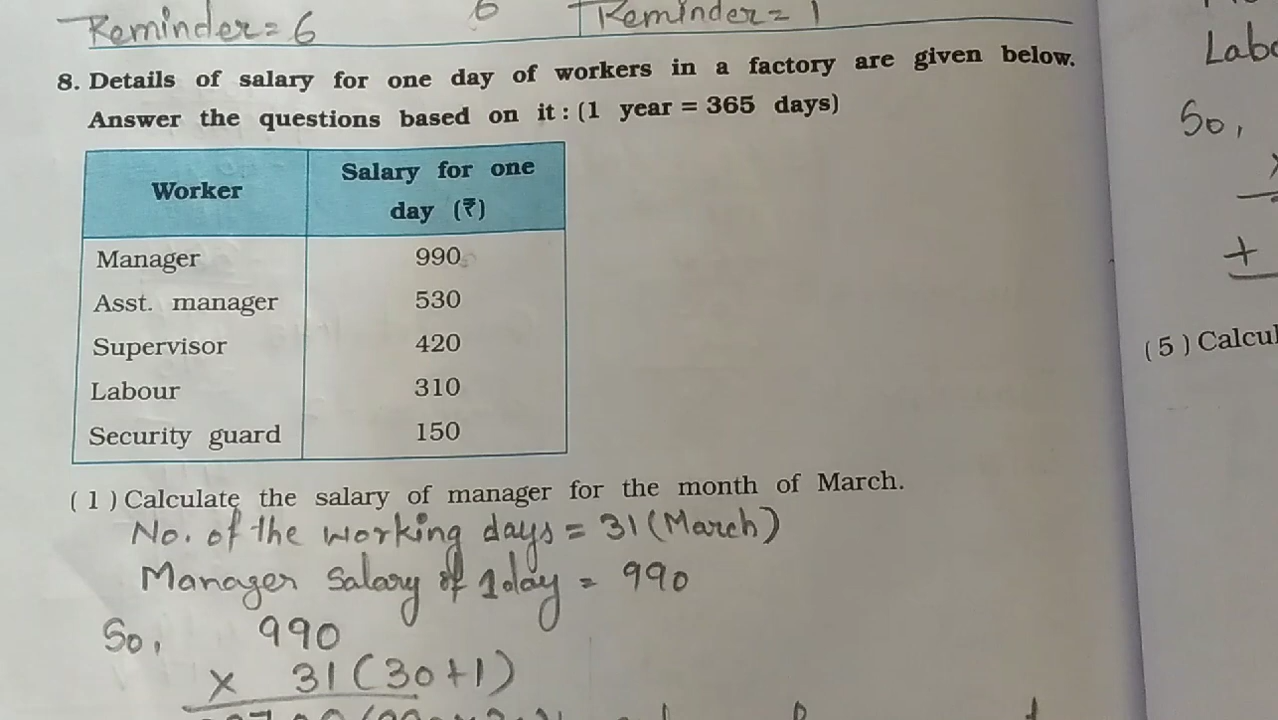 Reminder = 6
6
Reminder = 1
8. Details of salary for one day of workers in a factory are given below.
Answer the questions based on it : (1 year = 365 days)
Worker Salary for one day (₹)
Manager 990
Asst. manager 530
Supervisor 420
Labour 310
Security guard 150
(1) Calculate the salary of manager for the month of March.
No. of the working days = 31 (March)
Manager Salary of 1 day = 990
So, 990
× 31 (30+1)
So,
+
(5)